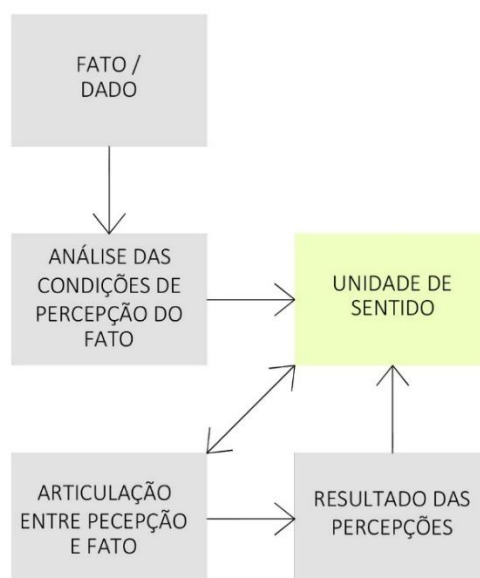 FATO /
DADO
ANÁLISE DAS
CONDIÇÕES DE
PERCEPÇÃO DO
FATO
UNIDADE DE
SENTIDO
ARTICULAÇÃO
ENTRE PECEPÇÃO
E FATO
RESULTADO DAS
PERCEPÇÕES